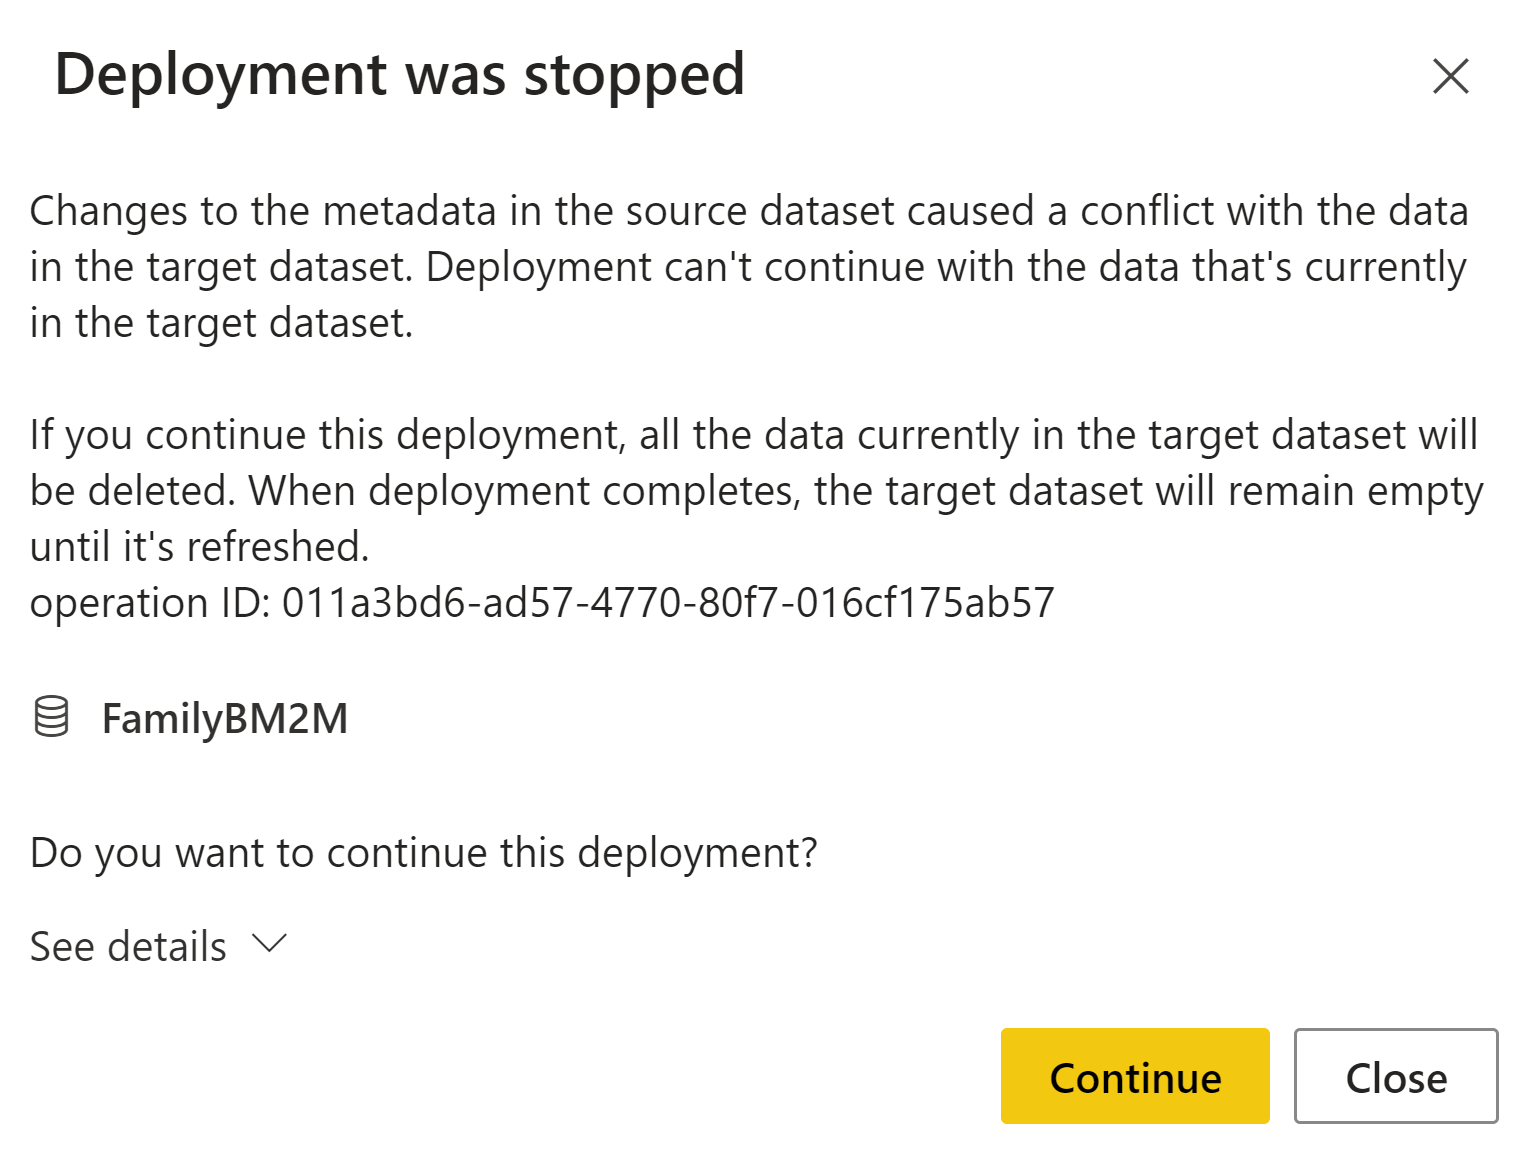 Deployment was stopped
Changes to the metadata in the source dataset caused a conflict with the data
in the target dataset. Deployment can't continue with the data that's currently
in the target dataset.
If you continue this deployment, all the data currently in the target dataset will
be deleted. When deployment completes, the target dataset will remain empty
until it's refreshed.
operation ID: 011a3bd6-ad57-4770-80f7-016cf175ab57
FamilyBM2M
Do you want to continue this deployment?
See details
Continue
Close